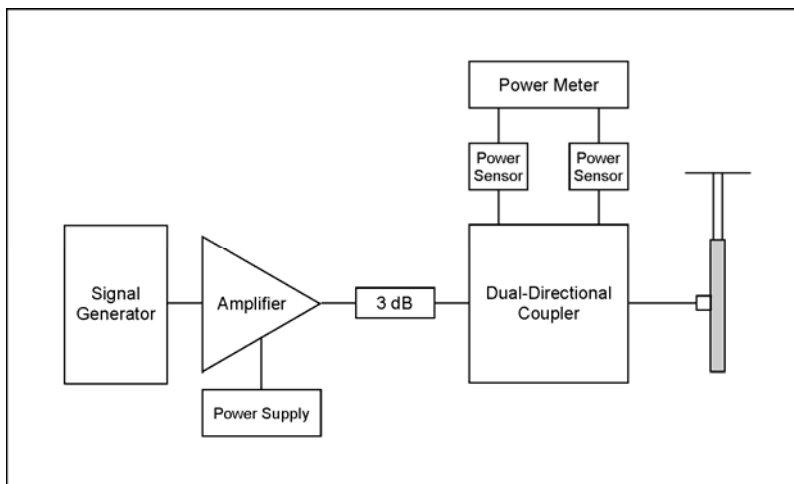 Power Meter
Power
Sensor
Power
Sensor
Signal
Generator
Amplifier
3 dB
Dual-Directional
Coupler
Power Supply